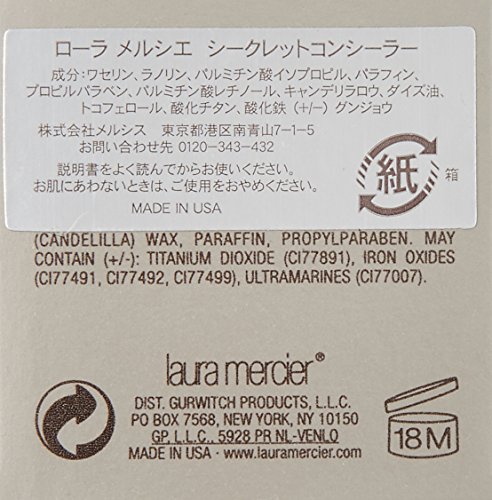 ローラ メルシエ シークレットコンシーラー
成分：ワセリン、ラノリン、パルミチン酸イソプロピル、パラフィン、
プロピルパラベン、パルミチン酸レチノール、キャンデリラロウ、ダイズ油、
トコフェロール、酸化チタン、酸化鉄 (+/-) グンジョウ
株式会社メルシス 東京都港区南青山7-1-5
お問い合わせ先 0120-343-432
説明書をよく読んでからお使いください。
お肌にあわないときは、ご使用をおやめください。
MADE IN USA
紙
箱
(CANDELILLA) WAX, PARAFFIN, PROPYLPARABEN. MAY
CONTAIN (+/-): TITANIUM DIOXIDE (CI77891), IRON OXIDES
(CI77491, CI77492, CI77499), ULTRAMARINES (CI77007).
laura mercier®
DIST. GURWITCH PRODUCTS, L.L.C.
PO BOX 7568, NEW YORK, NY 10150
GP, L.L.C., 5928 PR NL-VENLO
MADE IN USA • www.lauramercier.com
18M